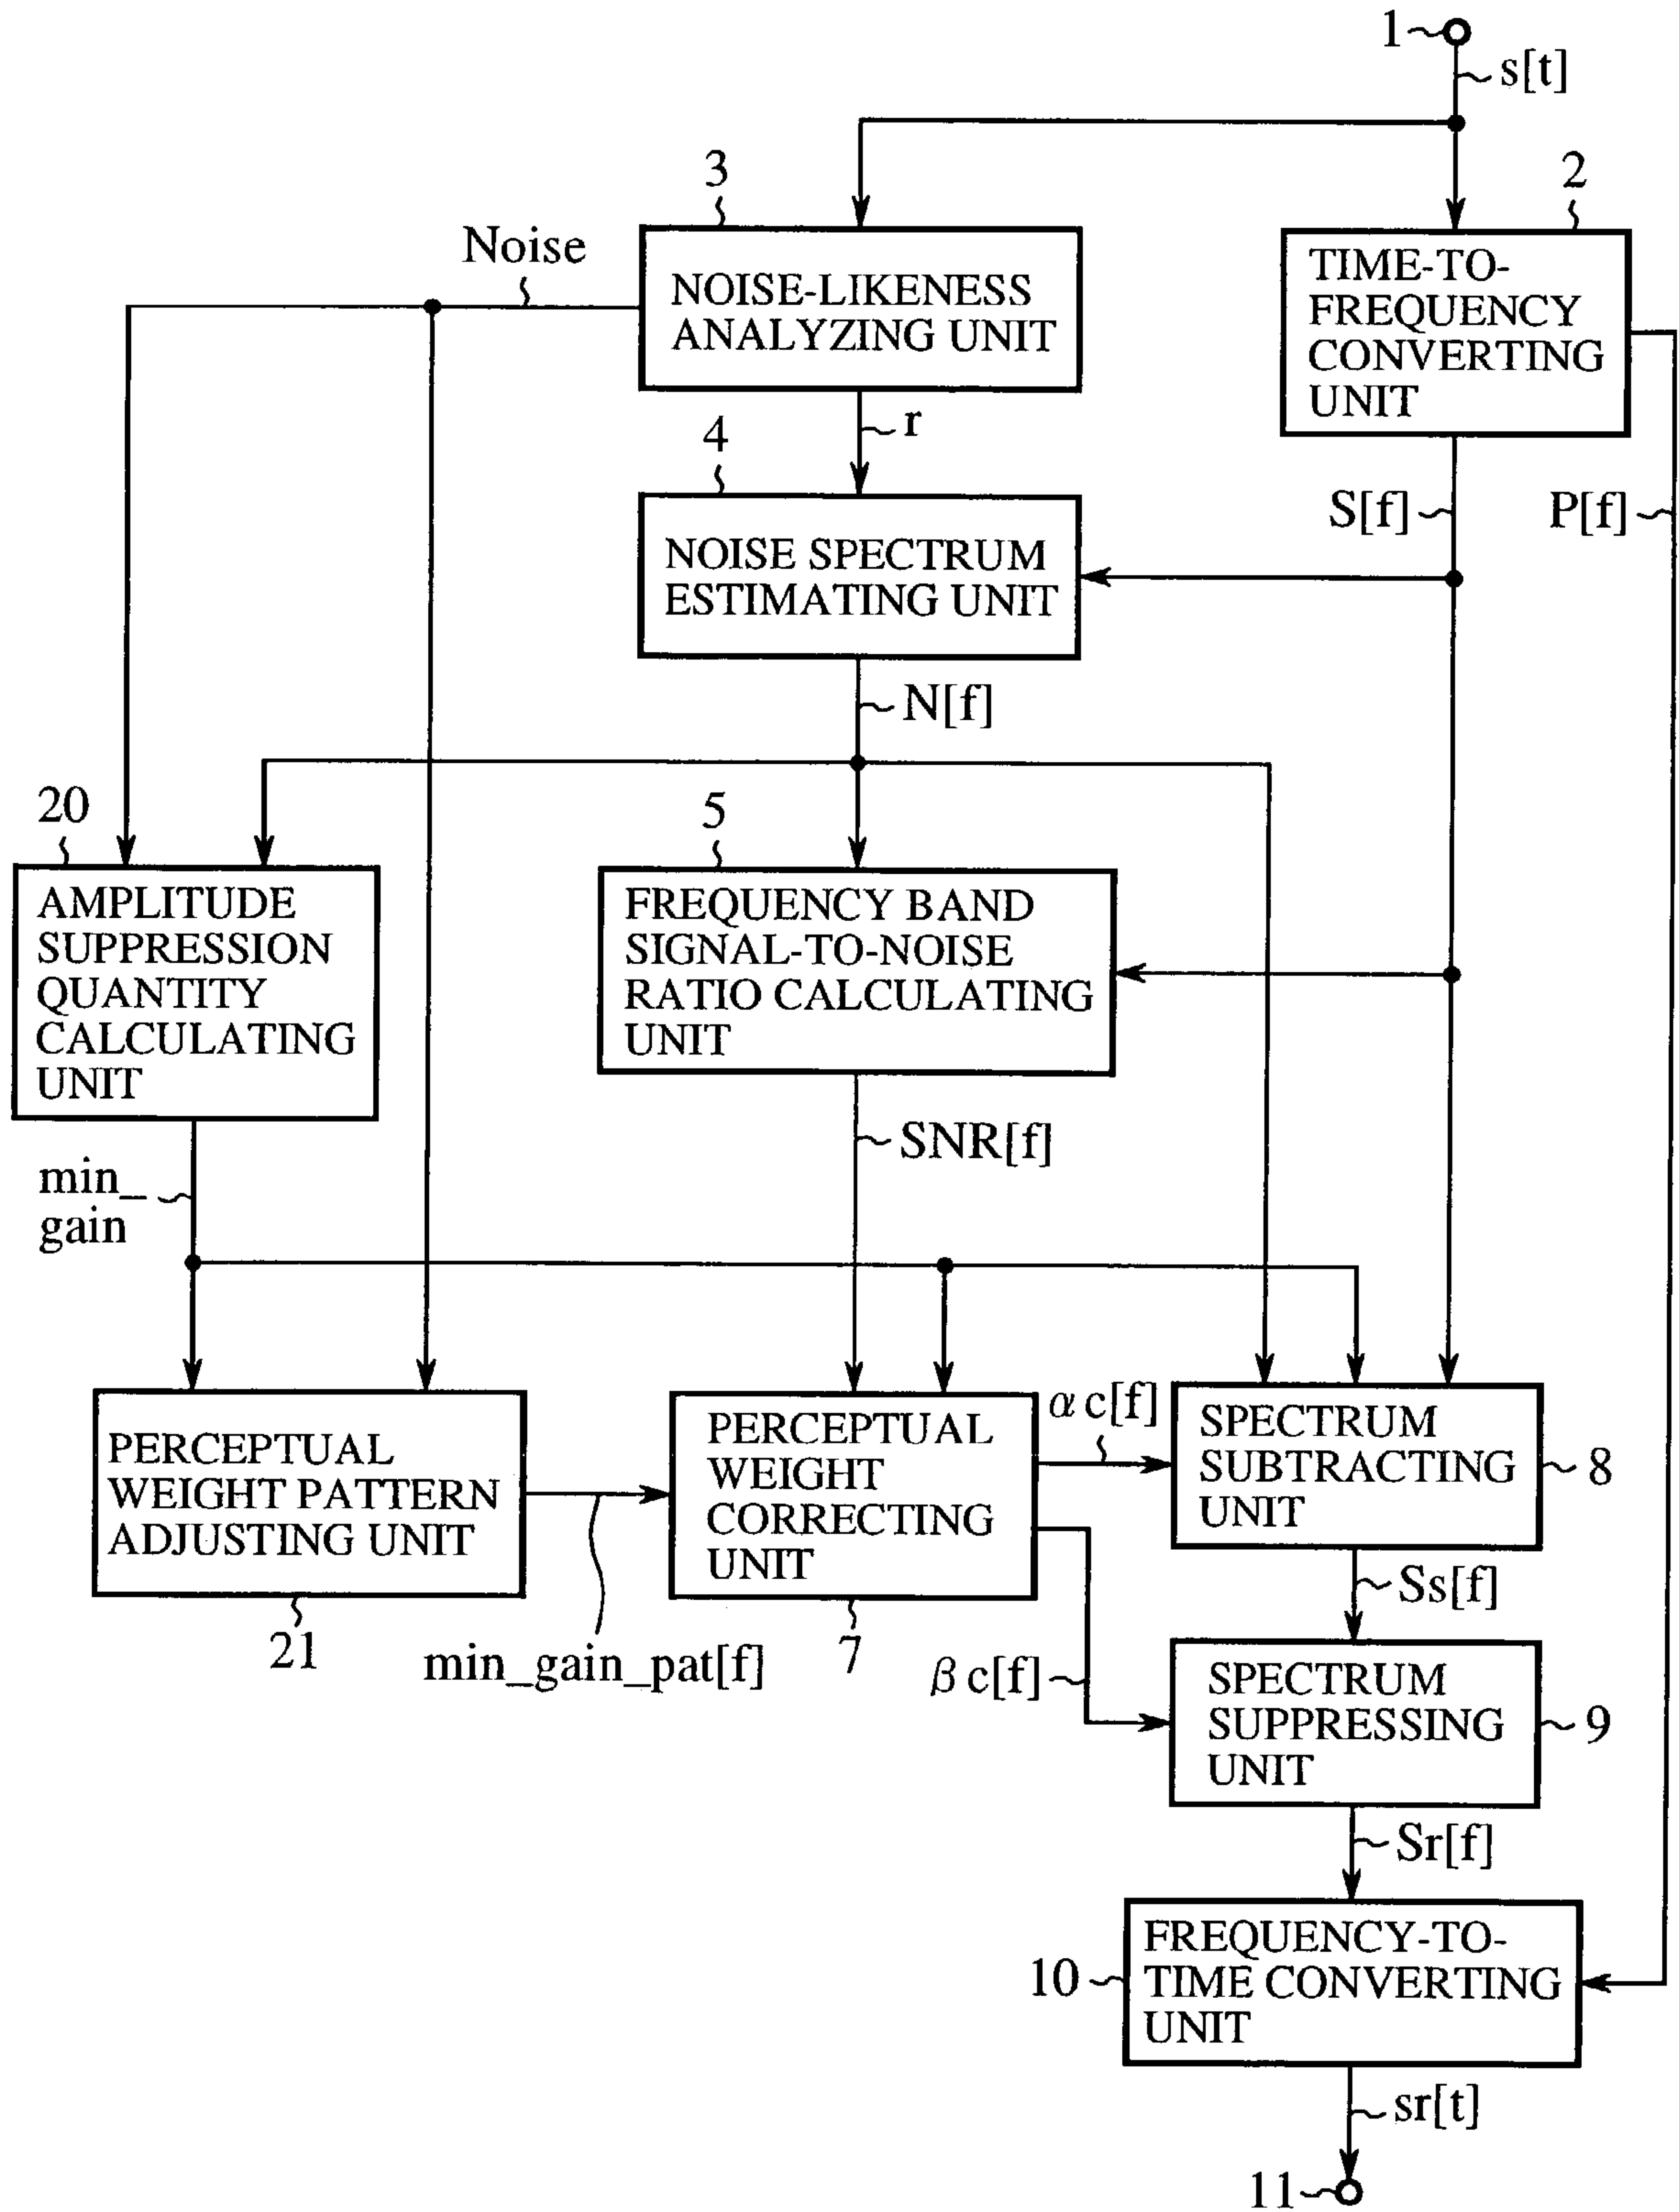 1
s[t]
3
2
Noise
NOISE-LIKENESS
ANALYZING UNIT
TIME-TO-
FREQUENCY
CONVERTING
UNIT
r
4
S[f]
P[f]
NOISE SPECTRUM
ESTIMATING UNIT
N[f]
20
5
AMPLITUDE
SUPPRESSION
QUANTITY
CALCULATING
UNIT
FREQUENCY BAND
SIGNAL-TO-NOISE
RATIO CALCULATING
UNIT
SNR[f]
min_
gain
PERCEPTUAL
WEIGHT PATTERN
ADJUSTING UNIT
21
min_gain_pat[f]
PERCEPTUAL
WEIGHT
CORRECTING
UNIT
7
α c[f]
β c[f]
SPECTRUM
SUBTRACTING
UNIT
8
Ss[f]
SPECTRUM
SUPPRESSING
UNIT
9
Sr[f]
10
FREQUENCY-TO-
TIME CONVERTING
UNIT
sr[t]
11